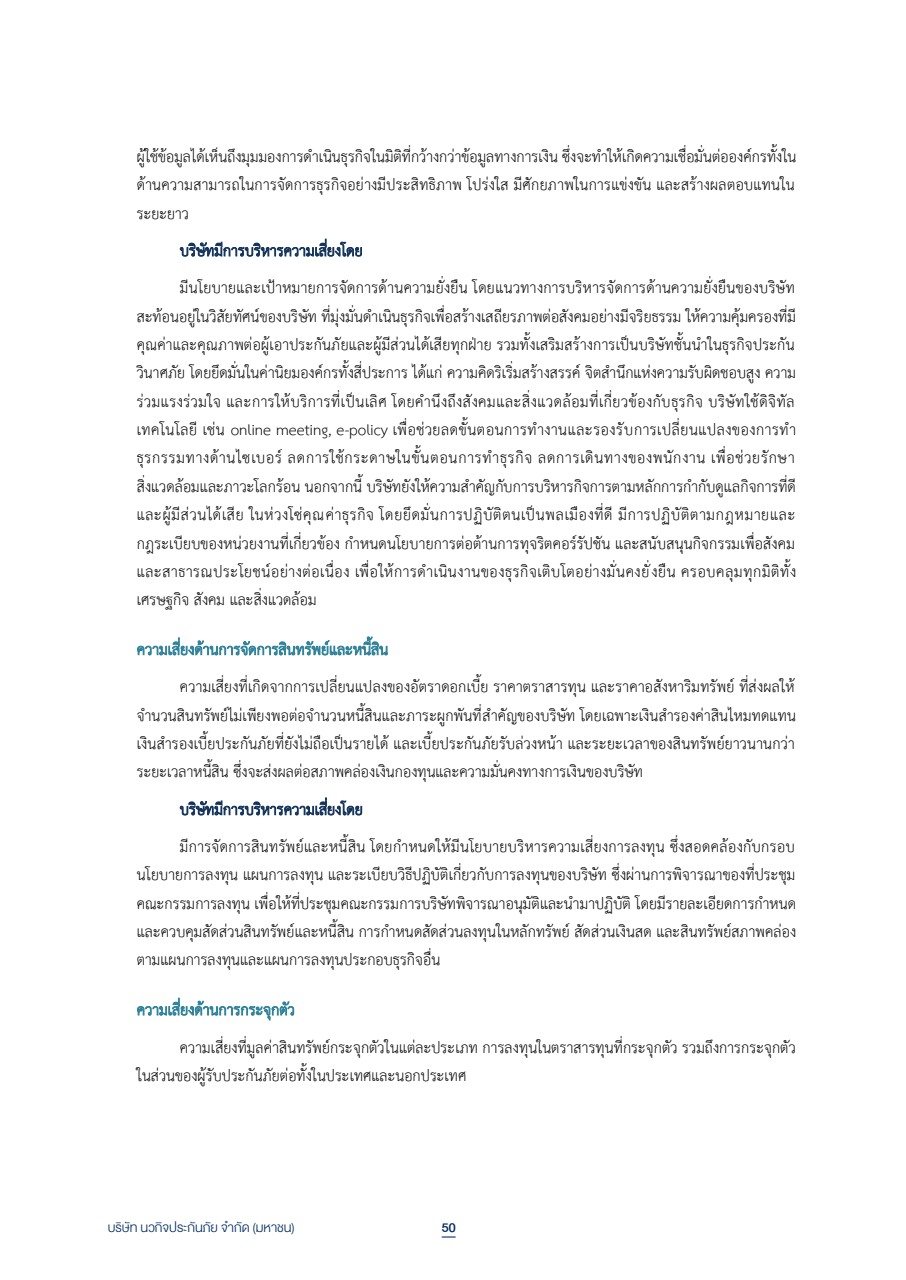 ผู้ใช้ข้อมูลได้เห็นถึงมุมมองการดำเนินธุรกิจในมิติที่กว้างกว่าข้อมูลทางการเงิน ซึ่งจะทำให้เกิดความเชื่อมั่นต่อองค์กรทั้งใน
ด้านความสามารถในการจัดการธุรกิจอย่างมีประสิทธิภาพ โปร่งใส มีศักยภาพในการแข่งขัน และสร้างผลตอบแทนใน
ระยะยาว
บริษัทมีการบริหารความเสี่ยงโดย
มีนโยบายและเป้าหมายการจัดการด้านความยั่งยืน โดยแนวทางการบริหารจัดการด้านความยั่งยืนของบริษัท
สะท้อนอยู่ในวิสัยทัศน์ของบริษัท ที่มุ่งมั่นดำเนินธุรกิจเพื่อสร้างเสถียรภาพต่อสังคมอย่างมีจริยธรรม ให้ความคุ้มครองที่มี
คุณค่าและคุณภาพต่อผู้เอาประกันภัยและผู้มีส่วนได้เสียทุกฝ่าย รวมทั้งเสริมสร้างการเป็นบริษัทชั้นนำในธุรกิจประกัน
วินาศภัย โดยยึดมั่นในค่านิยมองค์กรทั้งสี่ประการ ได้แก่ ความคิดริเริ่มสร้างสรรค์ จิตสำนึกแห่งความรับผิดชอบสูง ความ
ร่วมแรงร่วมใจ และการให้บริการที่เป็นเลิศ โดยคำนึงถึงสังคมและสิ่งแวดล้อมที่เกี่ยวข้องกับธุรกิจ บริษัทใช้ดิจิทัล
เทคโนโลยี เช่น online meeting, e-policy เพื่อช่วยลดขั้นตอนการทำงานและรองรับการเปลี่ยนแปลงของการทำ
ธุรกรรมทางด้านไซเบอร์ ลดการใช้กระดาษในขั้นตอนการทำธุรกิจ ลดการเดินทางของพนักงาน เพื่อช่วยรักษา
สิ่งแวดล้อมและภาวะโลกร้อน นอกจากนี้ บริษัทยังให้ความสำคัญกับการบริหารกิจการตามหลักการกำกับดูแลกิจการที่ดี
และผู้มีส่วนได้เสีย ในห่วงโซ่คุณค่าธุรกิจ โดยยึดมั่นการปฏิบัติตนเป็นพลเมืองที่ดี มีการปฏิบัติตามกฎหมายและ
กฎระเบียบของหน่วยงานที่เกี่ยวข้อง กำหนดนโยบายการต่อต้านการทุจริตคอร์รัปชัน และสนับสนุนกิจกรรมเพื่อสังคม
และสาธารณประโยชน์อย่างต่อเนื่อง เพื่อให้การดำเนินงานของธุรกิจเติบโตอย่างมั่นคงยั่งยืน ครอบคลุมทุกมิติทั้ง
เศรษฐกิจ สังคม และสิ่งแวดล้อม
ความเสี่ยงด้านการจัดการสินทรัพย์และหนี้สิน
ความเสี่ยงที่เกิดจากการเปลี่ยนแปลงของอัตราดอกเบี้ย ราคาตราสารทุน และราคาอสังหาริมทรัพย์ ที่ส่งผลให้
จำนวนสินทรัพย์ไม่เพียงพอต่อจำนวนหนี้สินและภาระผูกพันที่สำคัญของบริษัท โดยเฉพาะเงินสำรองค่าสินไหมทดแทน
เงินสำรองเบี้ยประกันภัยที่ยังไม่ถือเป็นรายได้ และเบี้ยประกันภัยรับล่วงหน้า และระยะเวลาของสินทรัพย์ยาวนานกว่า
ระยะเวลาหนี้สิน ซึ่งจะส่งผลต่อสภาพคล่องเงินกองทุนและความมั่นคงทางการเงินของบริษัท
บริษัทมีการบริหารความเสี่ยงโดย
มีการจัดการสินทรัพย์และหนี้สิน โดยกำหนดให้มีนโยบายบริหารความเสี่ยงการลงทุน ซึ่งสอดคล้องกับกรอบ
นโยบายการลงทุน แผนการลงทุน และระเบียบวิธีปฏิบัติเกี่ยวกับการลงทุนของบริษัท ซึ่งผ่านการพิจารณาของที่ประชุม
คณะกรรมการลงทุน เพื่อให้ที่ประชุมคณะกรรมการบริษัทพิจารณาอนุมัติและนำมาปฏิบัติ โดยมีรายละเอียดการกำหนด
และควบคุมสัดส่วนสินทรัพย์และหนี้สิน การกำหนดสัดส่วนลงทุนในหลักทรัพย์ สัดส่วนเงินสด และสินทรัพย์สภาพคล่อง
ตามแผนการลงทุนและแผนการลงทุนประกอบธุรกิจอื่น
ความเสี่ยงด้านการกระจุกตัว
ความเสี่ยงที่มูลค่าสินทรัพย์กระจุกตัวในแต่ละประเภท การลงทุนในตราสารทุนที่กระจุกตัว รวมถึงการกระจุกตัว
ในส่วนของผู้รับประกันภัยต่อทั้งในประเทศและนอกประเทศ
บริษัท นวกิจประกันภัย จำกัด (มหาชน)
50